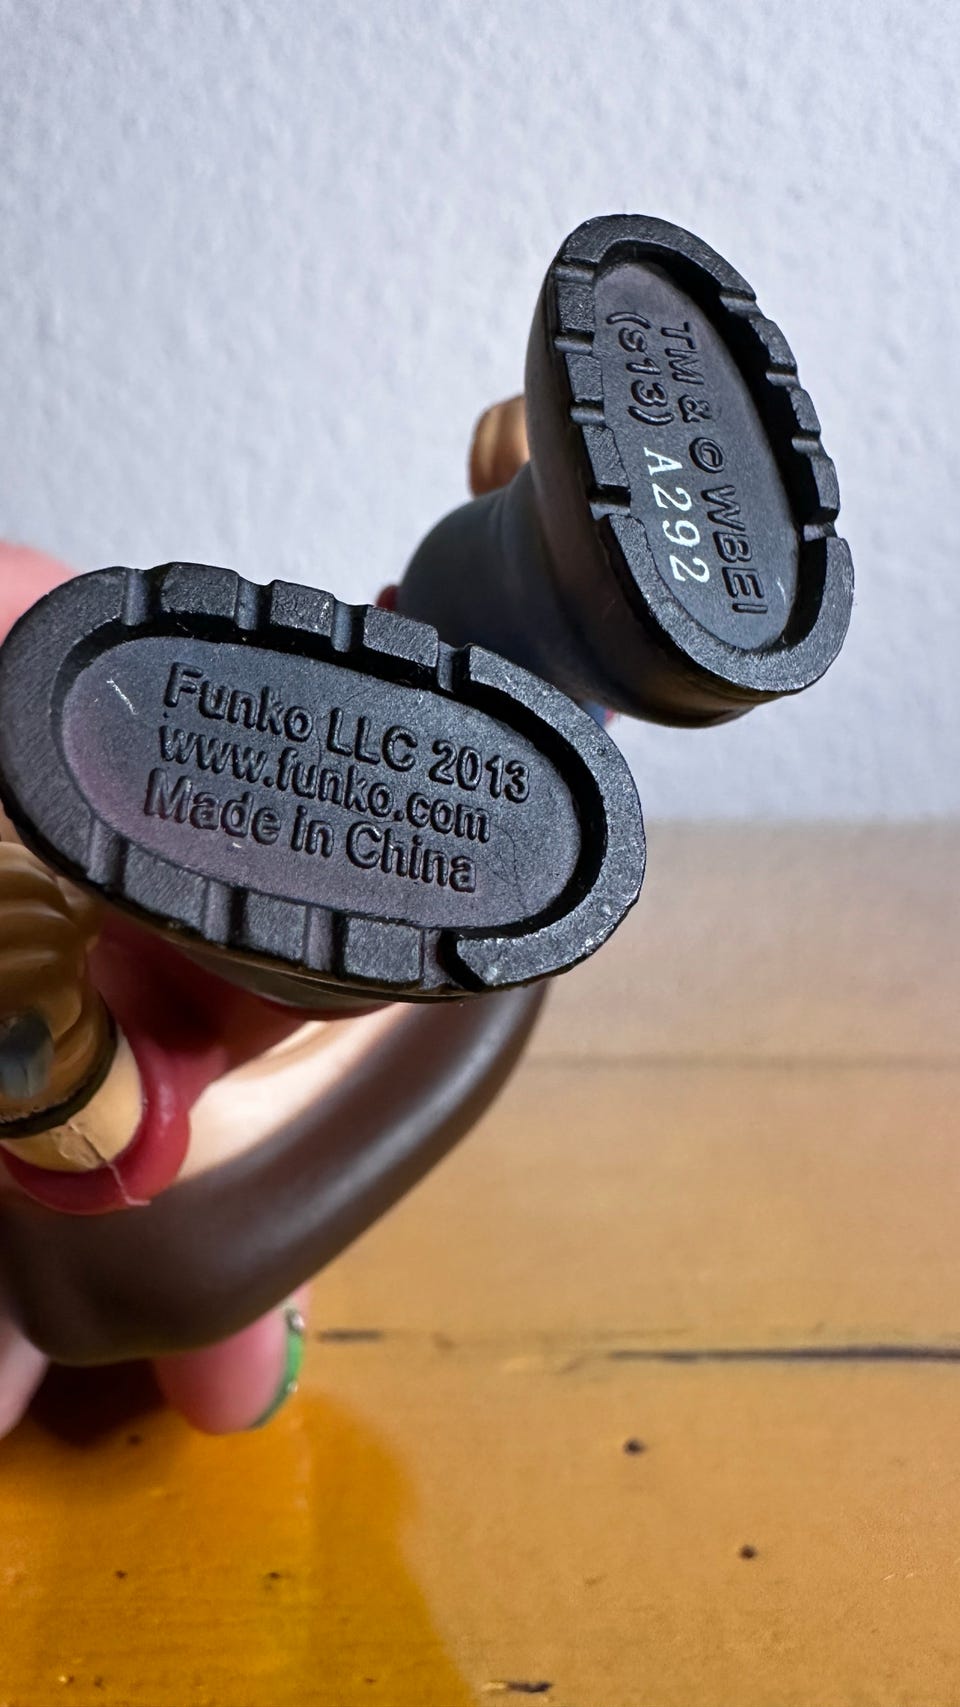 Funko LLC 2013
www.funko.com
Made in China
TM & © WBEI
(s13) A292